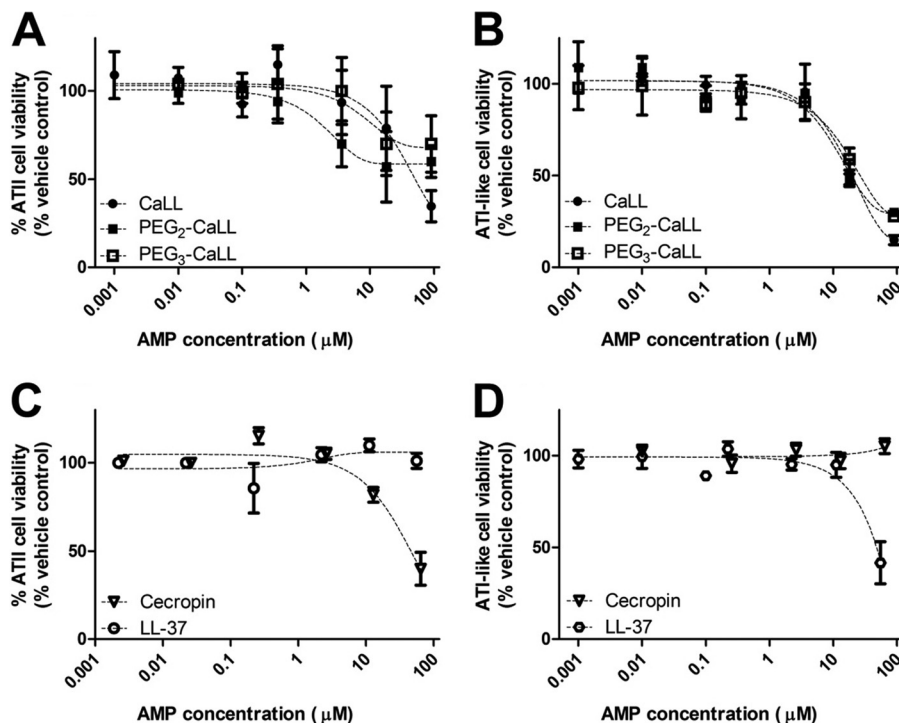 A
% ATII cell viability
(% vehicle control)
100
50
0
CaLL
PEG₂-CaLL
PEG₃-CaLL
0.001
0.01
0.1
1
10
100
AMP concentration ( μM)
B
ATI-like cell viability
(% vehicle control)
100
50
0
CaLL
PEG₂-CaLL
PEG₃-CaLL
0.001
0.01
0.1
1
10
100
AMP concentration ( μM)
C
% ATII cell viability
(% vehicle control)
100
50
0
Cecropin
LL-37
0.001
0.01
0.1
1
10
100
AMP concentration ( μM)
D
ATI-like cell viability
(% vehicle control)
100
50
0
Cecropin
LL-37
0.001
0.01
0.1
1
10
100
AMP concentration ( μM)